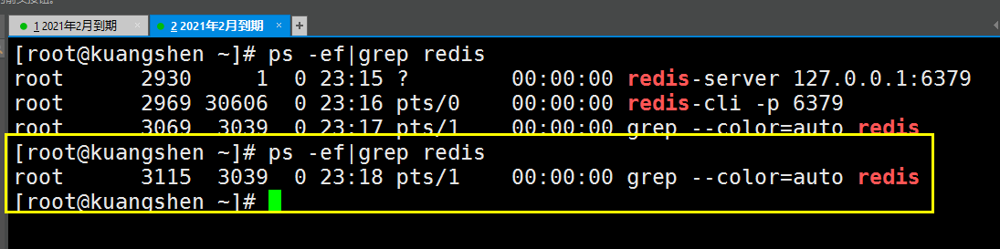 1 2021年2月到期 × 2 2021年2月到期 × +
[root@kuangshen ~]# ps -ef|grep redis
root      2930     1  0 23:15 ?        00:00:00 redis-server 127.0.0.1:6379
root      2969 30606  0 23:16 pts/0    00:00:00 redis-cli -p 6379
root      3069  3039  0 23:17 pts/1    00:00:00 grep --color=auto redis
[root@kuangshen ~]# ps -ef|grep redis
root      3115  3039  0 23:18 pts/1    00:00:00 grep --color=auto redis
[root@kuangshen ~]#